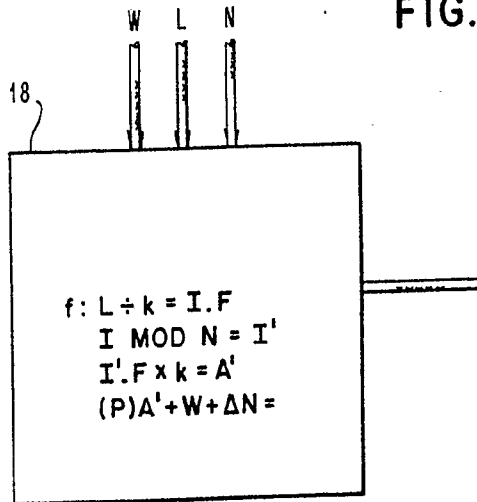 FIG.
W L N
18
f: L ÷ k = I.F
I MOD N = I'
I'.F x k = A'
(P)A' + W + ΔN =